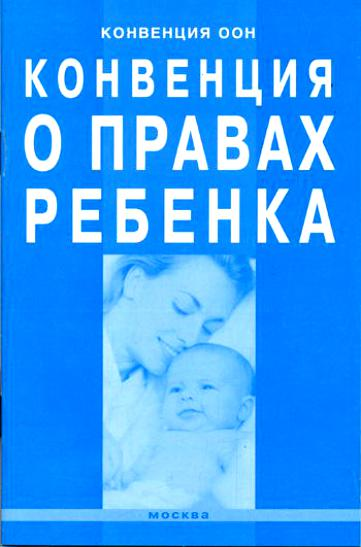 КОНВЕНЦИЯ ООН
КОНВЕНЦИЯ
О ПРАВАХ
РЕБЕНКА
МОСКВА